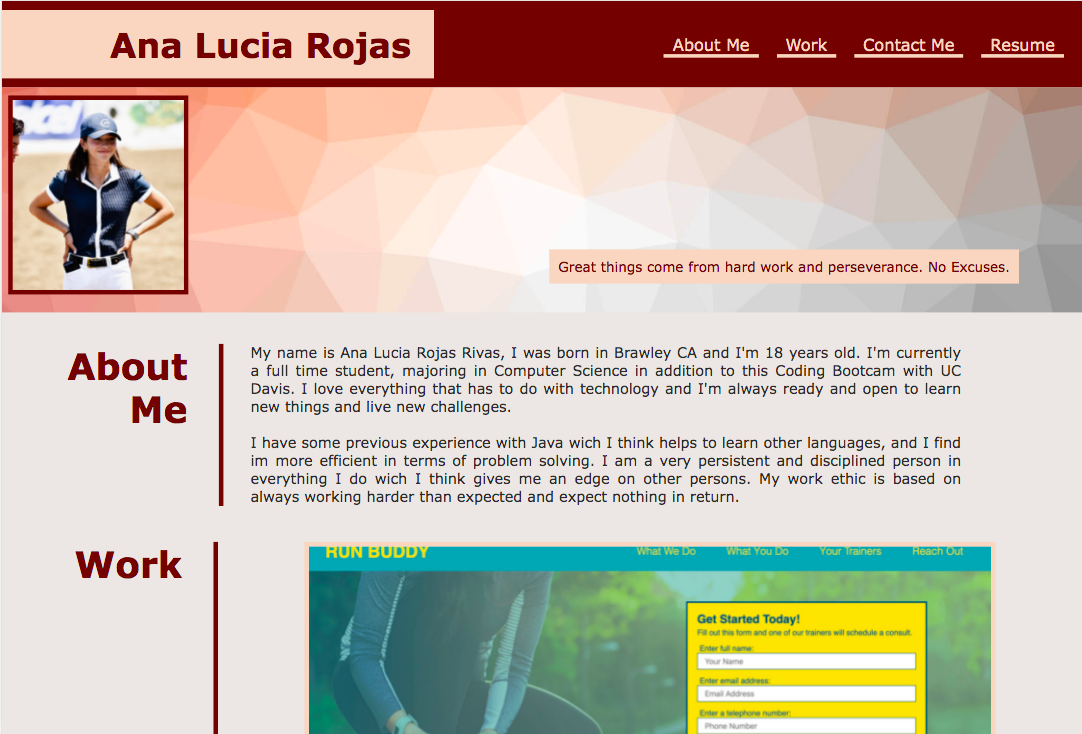 Ana Lucia Rojas
About Me
Work
Contact Me
Resume
Great things come from hard work and perseverance. No Excuses.
About
Me
My name is Ana Lucia Rojas Rivas, I was born in Brawley CA and I'm 18 years old. I'm currently
a full time student, majoring in Computer Science in addition to this Coding Bootcam with UC
Davis. I love everything that has to do with technology and I'm always ready and open to learn
new things and live new challenges.
I have some previous experience with Java wich I think helps to learn other languages, and I find
im more efficient in terms of problem solving. I am a very persistent and disciplined person in
everything I do wich I think gives me an edge on other persons. My work ethic is based on
always working harder than expected and expect nothing in return.
Work
RUN BUDDY
What We Do
What You Do
Your Trainers
Reach Out
Get Started Today!
Fill out this form and one of our trainers will schedule a consult.
Enter full name:
Your Name
Enter email address:
Email Address
Enter a telephone number:
Phone Number